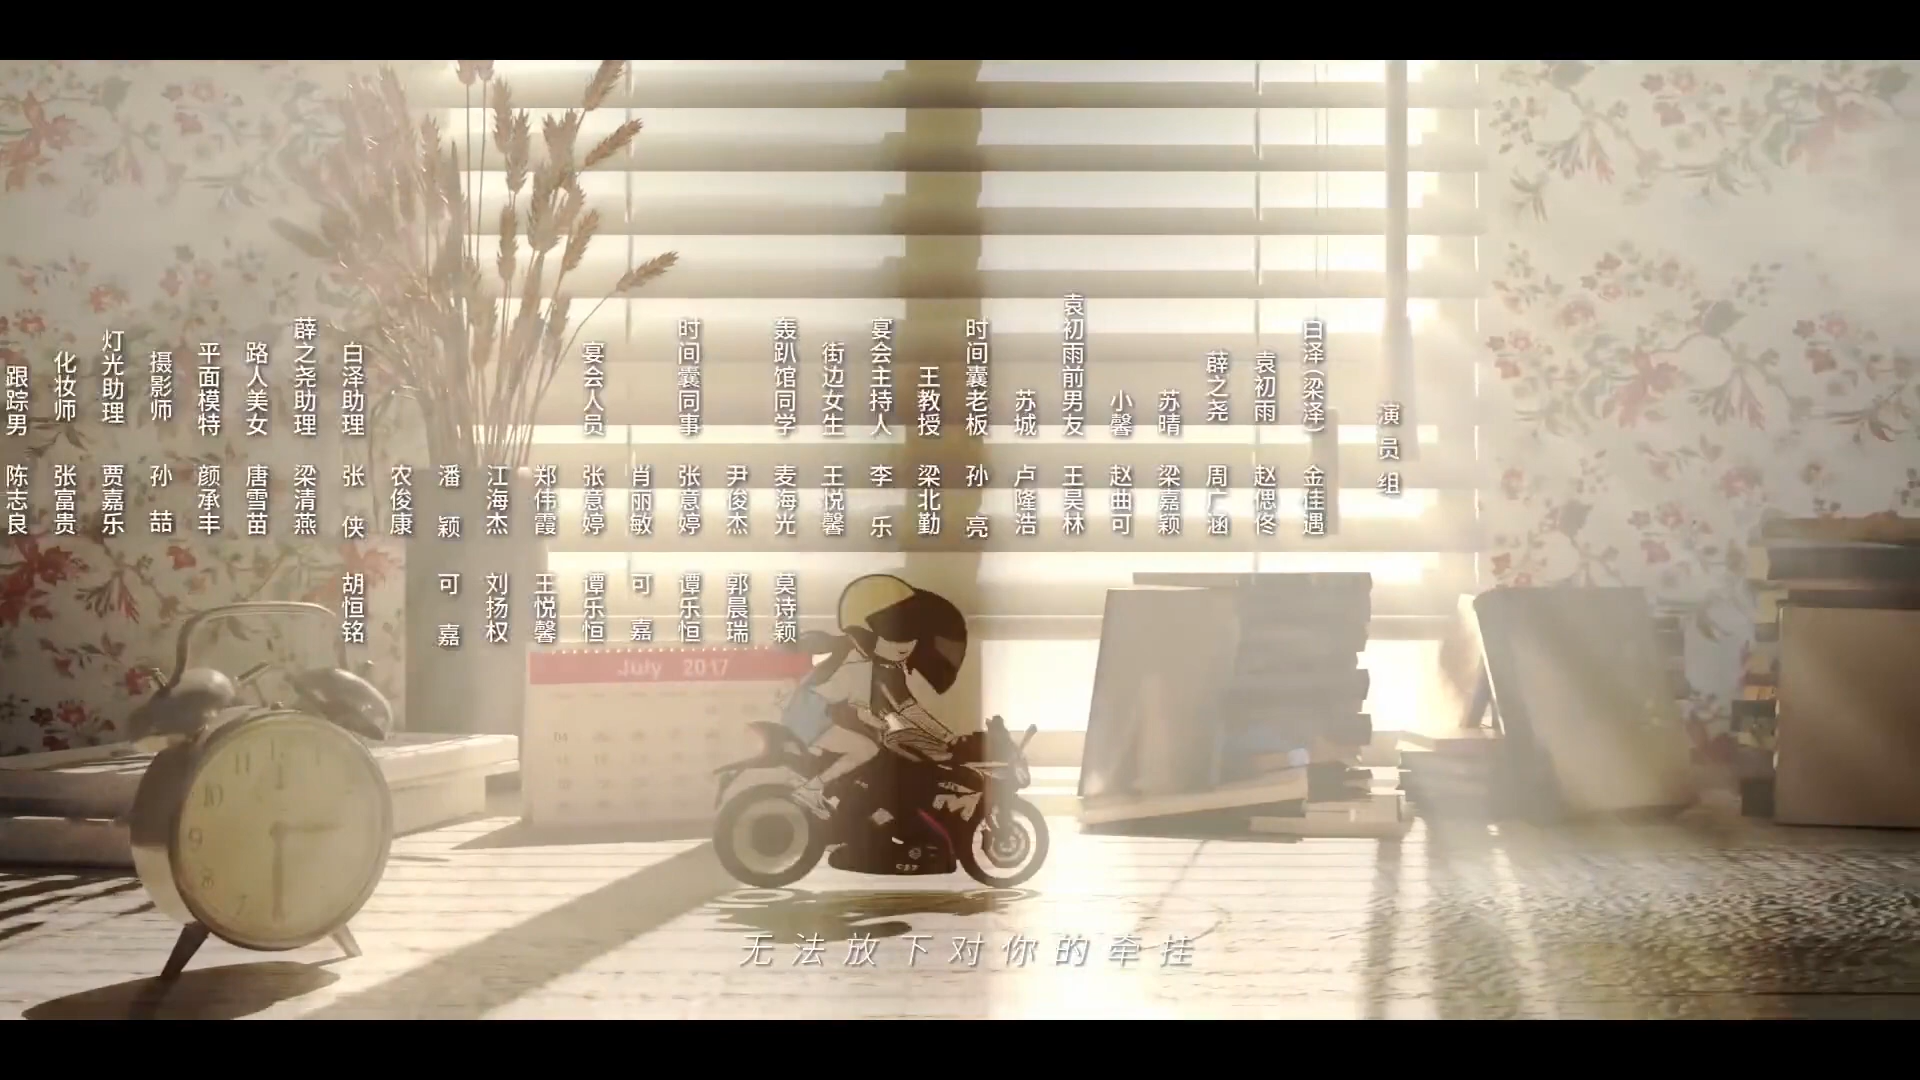 演员组
白泽(梁泽) 金佳遇
袁初雨 赵偲佟
薛之尧 周广涵
苏晴 梁嘉颖
小馨 赵曲可
袁初雨前男友 王昊林
苏城 卢隆浩
时间囊老板 孙亮
王教授 梁北勤
宴会主持人 李乐
街边女生 王悦馨
轰趴馆同学 麦海光 莫诗颖
尹俊杰 郭晨瑞
时间囊同事 张意婷 谭乐恒
肖丽敏 可嘉
宴会人员 张意婷 谭乐恒
郑伟霞 王悦馨
江海杰 刘扬权
潘颖 可嘉
农俊康
白泽助理 张侠 胡恒铭
薛之尧助理 梁清燕
路人美女 唐雪苗
平面模特 颜承丰
摄影师 孙喆
灯光助理 贾嘉乐
化妆师 张富贵
跟踪男 陈志良
July 2017
无法放下对你的牵挂